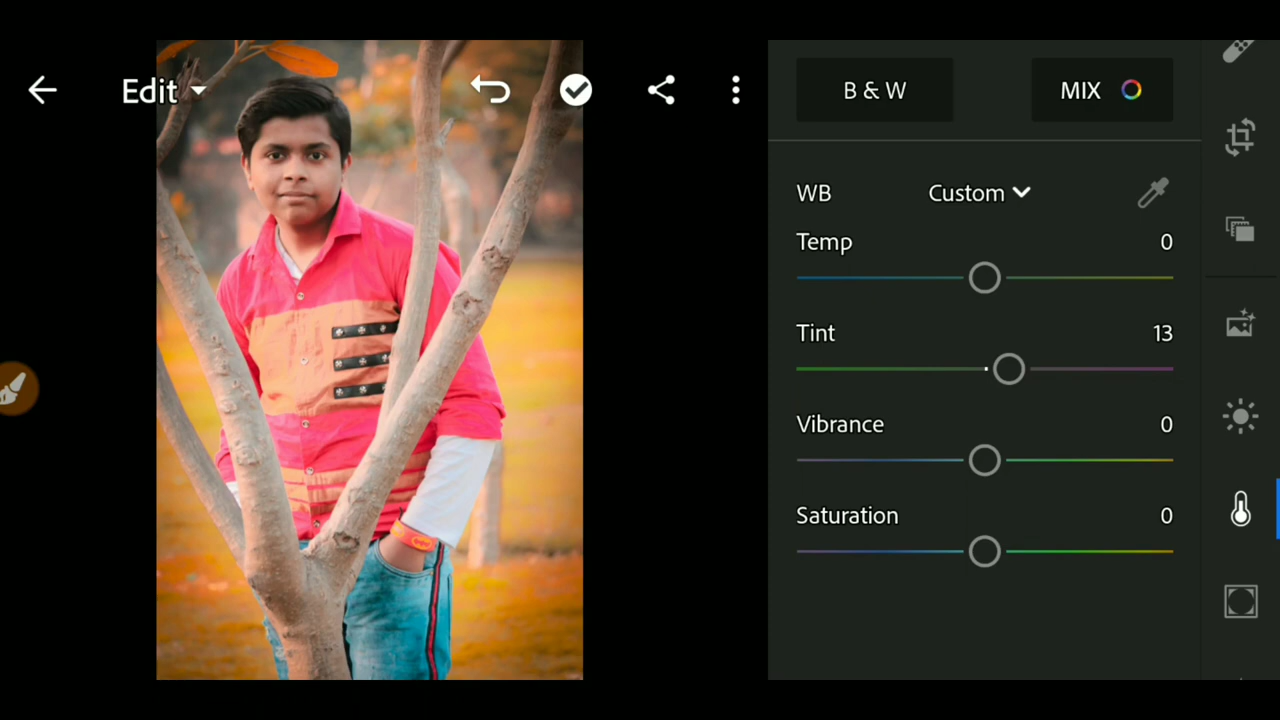 Edit
B & W
MIX
WB
Custom
Temp
0
Tint
13
Vibrance
0
Saturation
0